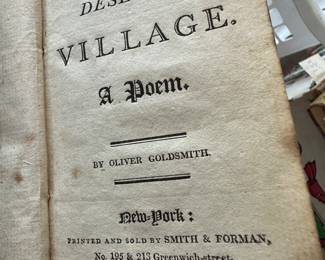 VILLAGE.
A Poem.
BY OLIVER GOLDSMITH.
New-York:
PRINTED AND SOLD BY SMITH & FORMAN,
No. 195 & 213 Greenwich-street.